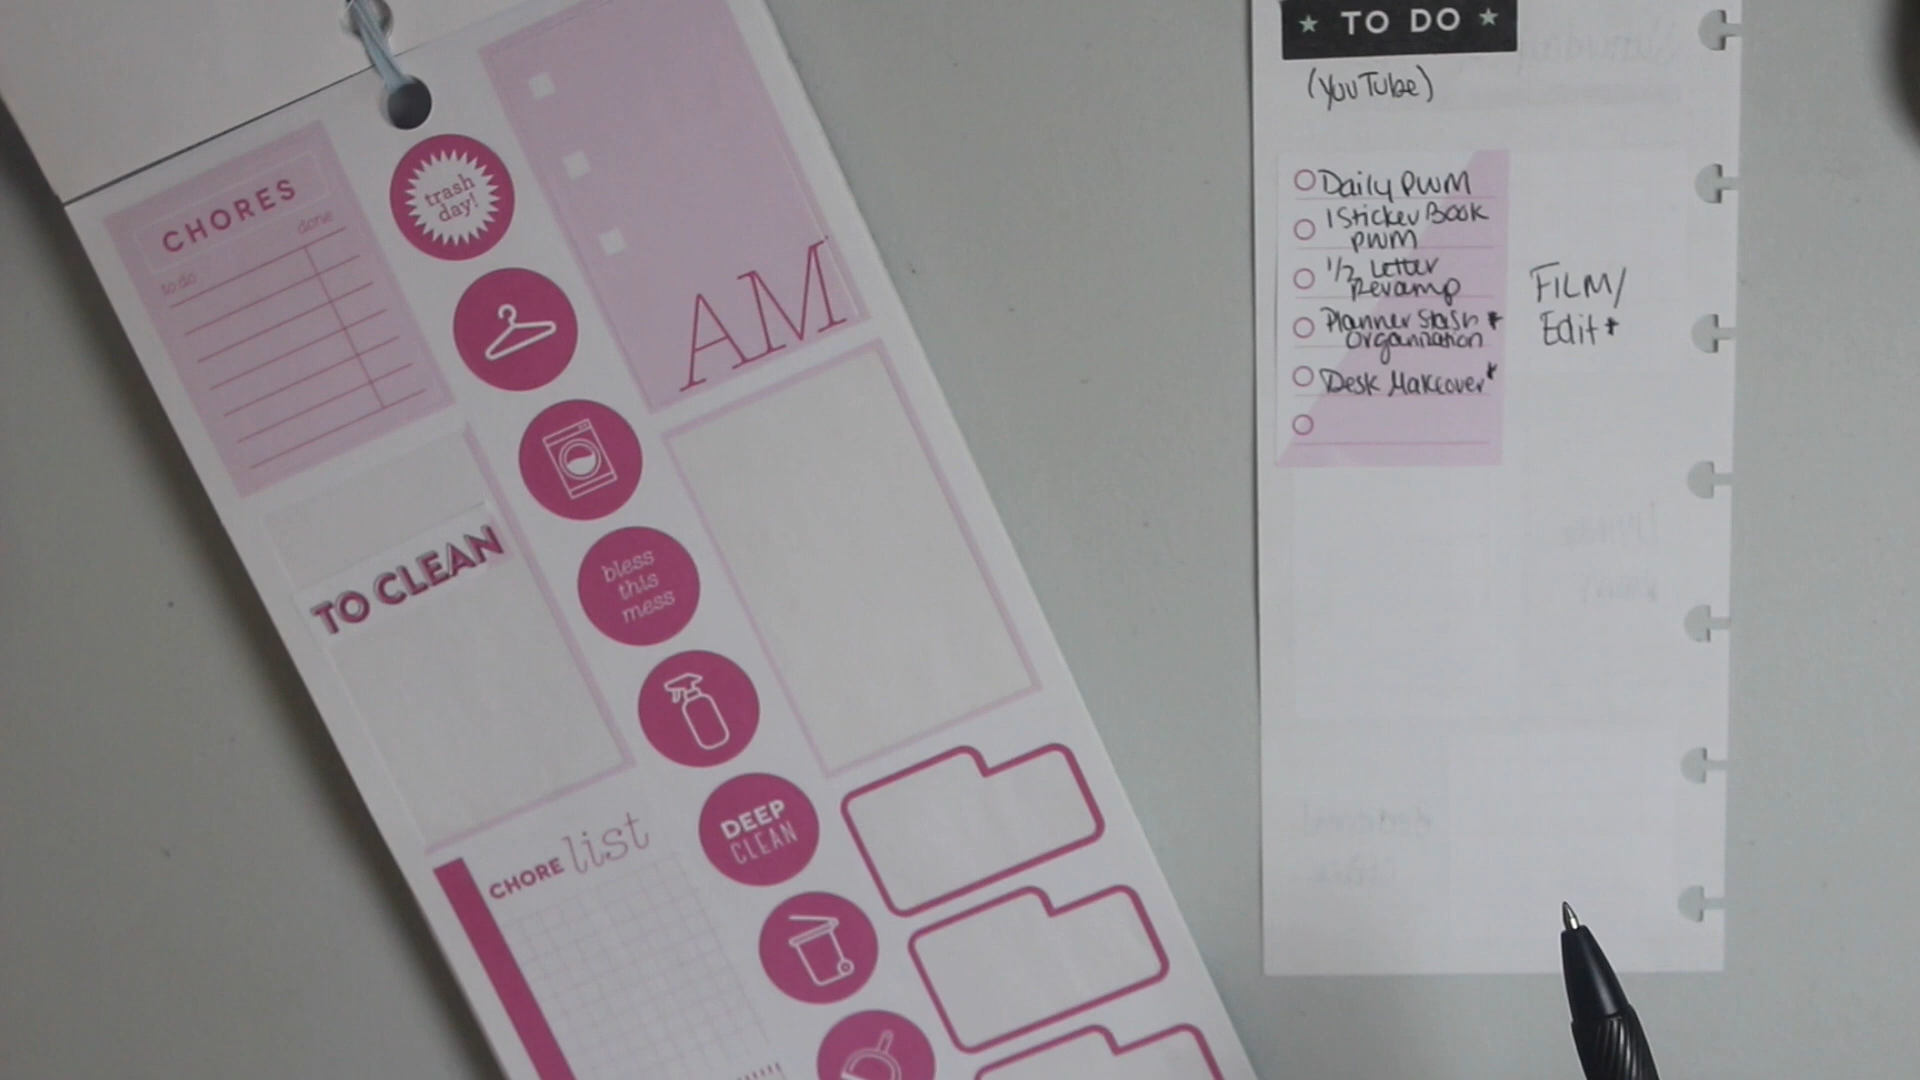 CHORES
done
to do
trash
day!
AM
TO CLEAN
bless
this
mess
DEEP
CLEAN
CHORE list
★ TO DO ★
(YouTube)
Daily PWM
1 Sticker Book
PWM
1/2 Letter
Revamp
Planner Stash *
Organization
Desk Makeover*
FILM/
Edit*